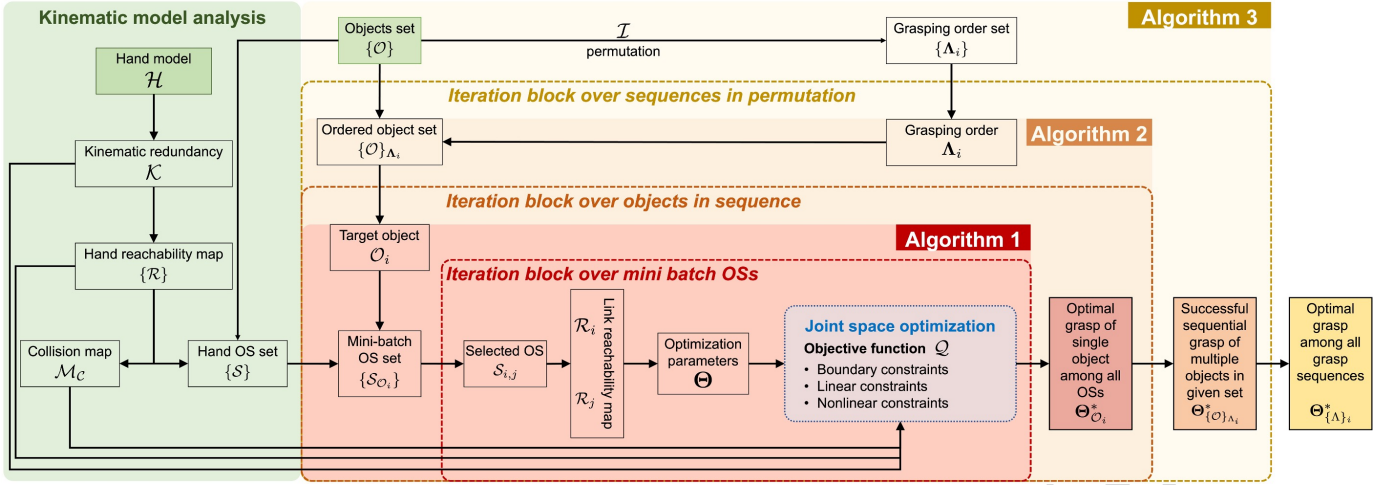 Kinematic model analysis
Hand model
ℋ
Kinematic redundancy
𝒦
Hand reachability map
{ℛ}
Collision map
ℳ_𝒞
Hand OS set
{𝒮}
Objects set
{𝒪}
ℐ
permutation
Grasping order set
{Λ_i}
Algorithm 3
Iteration block over sequences in permutation
Ordered object set
{𝒪}_Λ_i
Grasping order
Λ_i
Algorithm 2
Iteration block over objects in sequence
Target object
𝒪_i
Algorithm 1
Iteration block over mini batch OSs
Mini-batch
OS set
{𝒮_𝒪_i}
Selected OS
𝒮_i,j
Link reachability map
ℛ_i
ℛ_j
Optimization
parameters
Θ
Joint space optimization
Objective function 𝒬
• Boundary constraints
• Linear constraints
• Nonlinear constraints
Optimal
grasp of
single
object
among all
OSs
Θ*_𝒪_i
Successful
sequential
grasp of
multiple
objects in
given set
Θ*_{𝒪}_Λ_i
Optimal
grasp
among all
grasp
sequences
Θ*_{Λ}_i